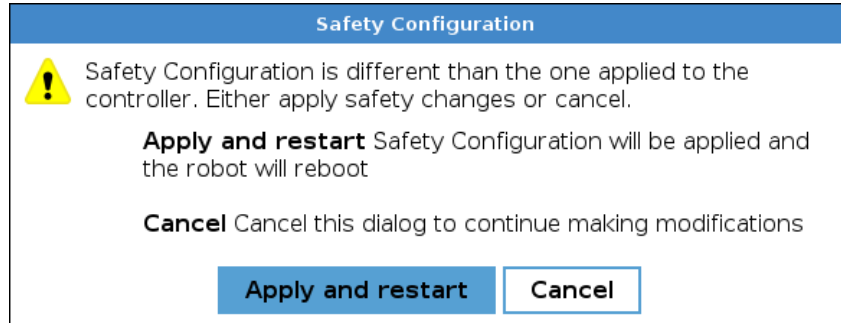 Safety Configuration
Safety Configuration is different than the one applied to the
controller. Either apply safety changes or cancel.
Apply and restart Safety Configuration will be applied and
the robot will reboot
Cancel Cancel this dialog to continue making modifications
Apply and restart Cancel